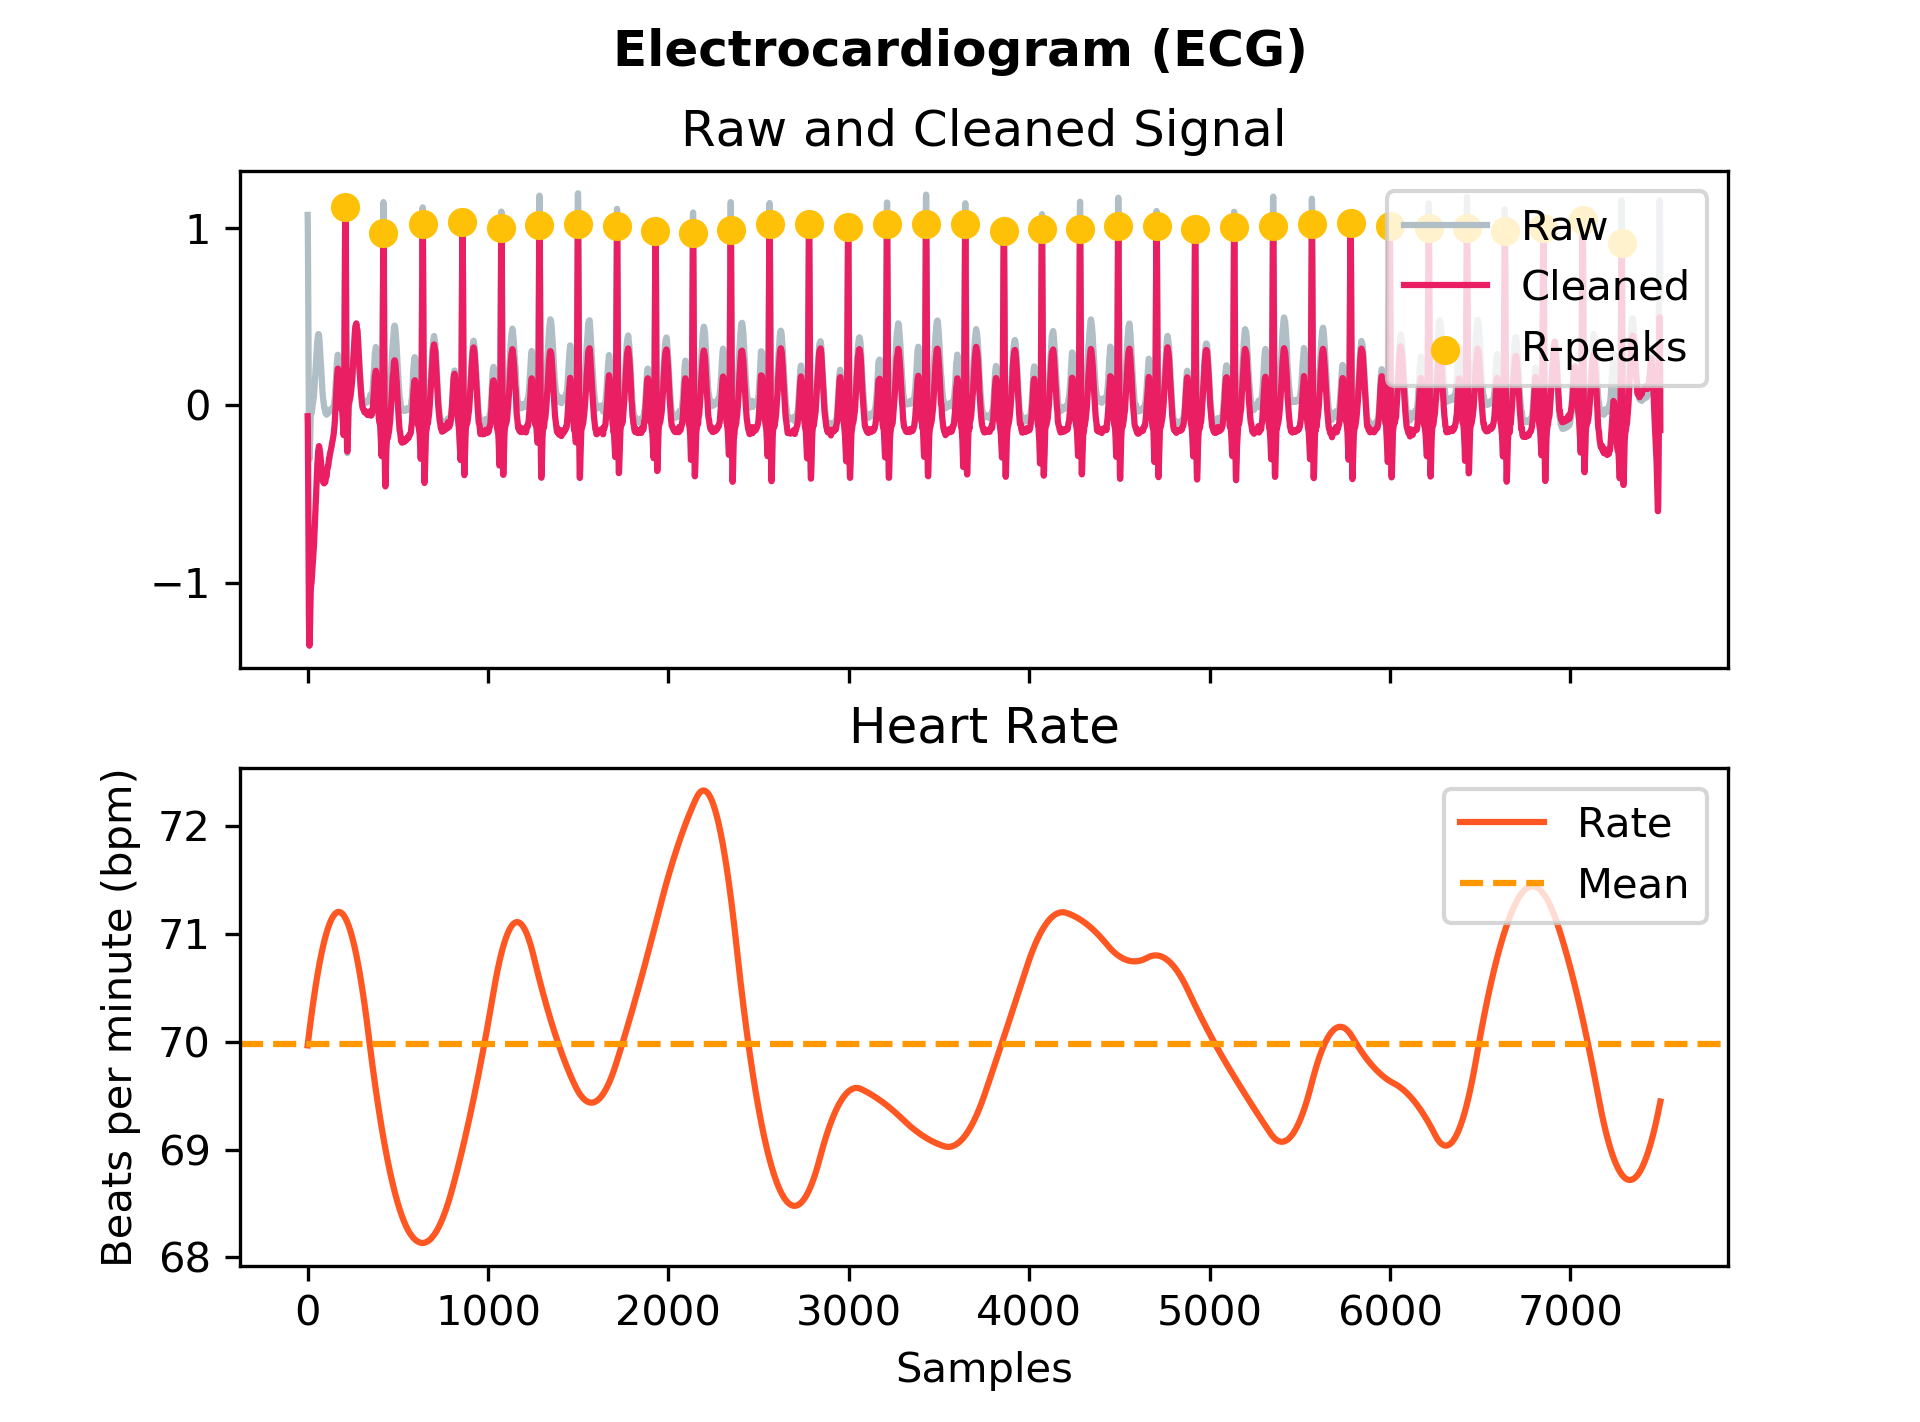 Electrocardiogram (ECG)
Raw and Cleaned Signal
1
0
−1
Raw
Cleaned
R-peaks
Heart Rate
Beats per minute (bpm)
72
71
70
69
68
Rate
Mean
0 1000 2000 3000 4000 5000 6000 7000
Samples